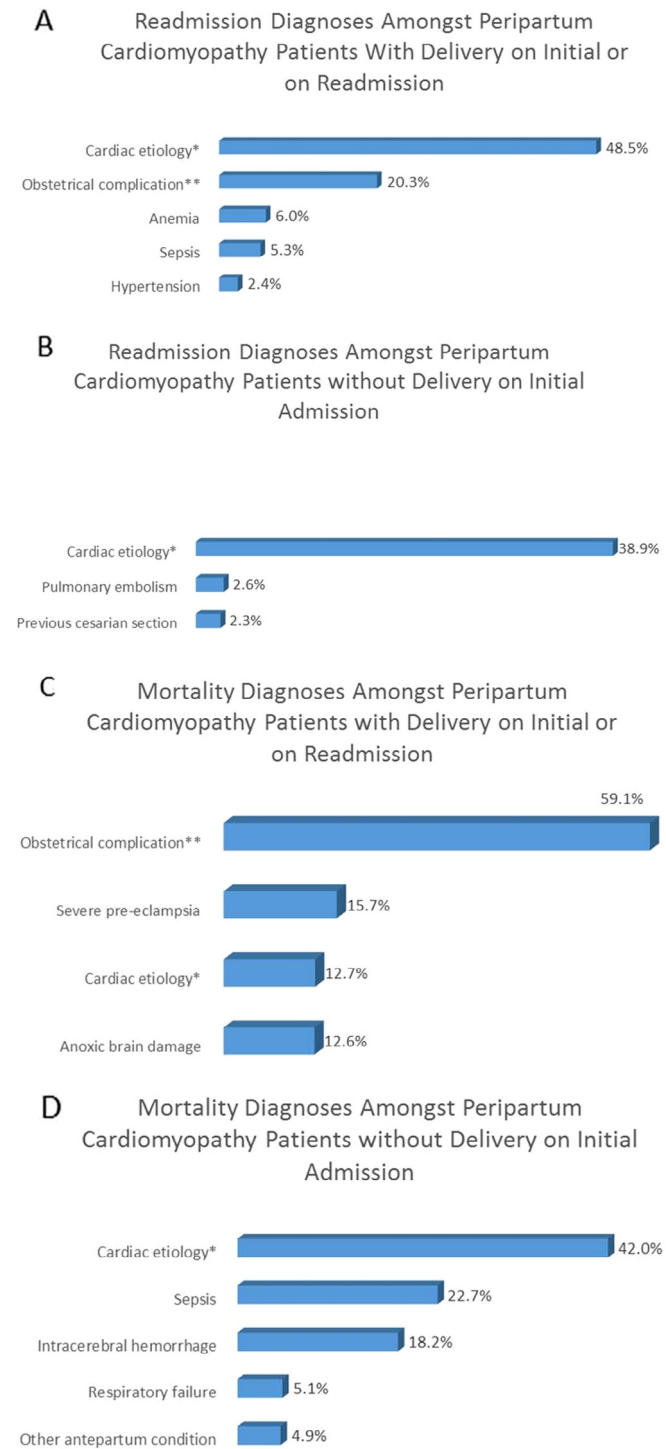 A
Readmission Diagnoses Amongst Peripartum
Cardiomyopathy Patients With Delivery on Initial or
on Readmission
Cardiac etiology* 48.5%
Obstetrical complication** 20.3%
Anemia 6.0%
Sepsis 5.3%
Hypertension 2.4%
B
Readmission Diagnoses Amongst Peripartum
Cardiomyopathy Patients without Delivery on Initial
Admission
Cardiac etiology* 38.9%
Pulmonary embolism 2.6%
Previous cesarian section 2.3%
C
Mortality Diagnoses Amongst Peripartum
Cardiomyopathy Patients with Delivery on Initial or
on Readmission
59.1%
Obstetrical complication**
Severe pre-eclampsia 15.7%
Cardiac etiology* 12.7%
Anoxic brain damage 12.6%
D
Mortality Diagnoses Amongst Peripartum
Cardiomyopathy Patients without Delivery on Initial
Admission
Cardiac etiology* 42.0%
Sepsis 22.7%
Intracerebral hemorrhage 18.2%
Respiratory failure 5.1%
Other antepartum condition 4.9%